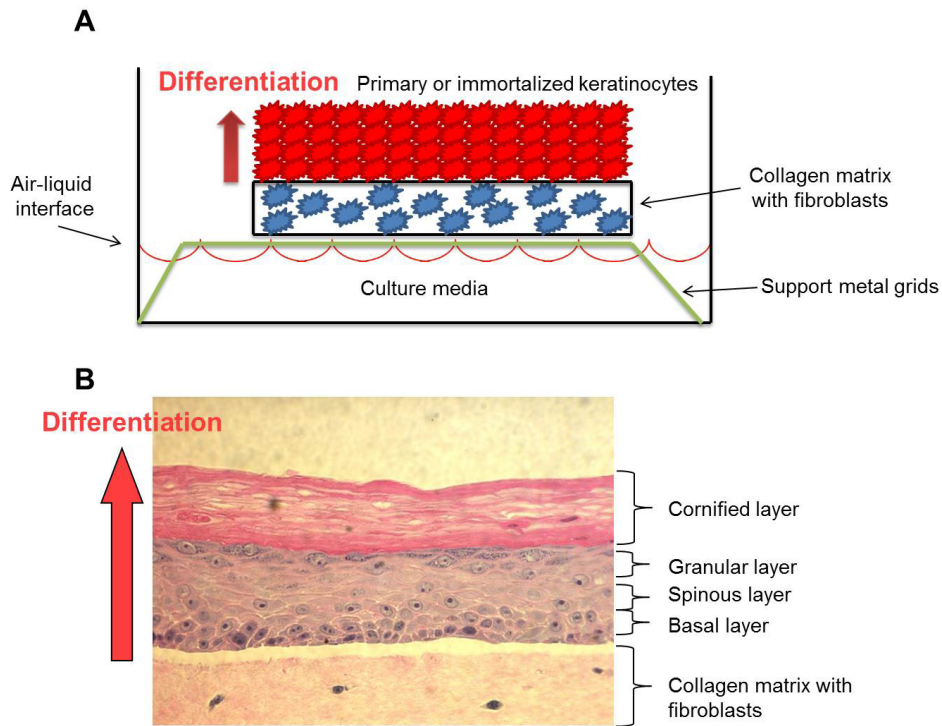 A
Differentiation
Primary or immortalized keratinocytes
Air-liquid
interface
Collagen matrix
with fibroblasts
Culture media
Support metal grids
B
Differentiation
Cornified layer
Granular layer
Spinous layer
Basal layer
Collagen matrix with
fibroblasts